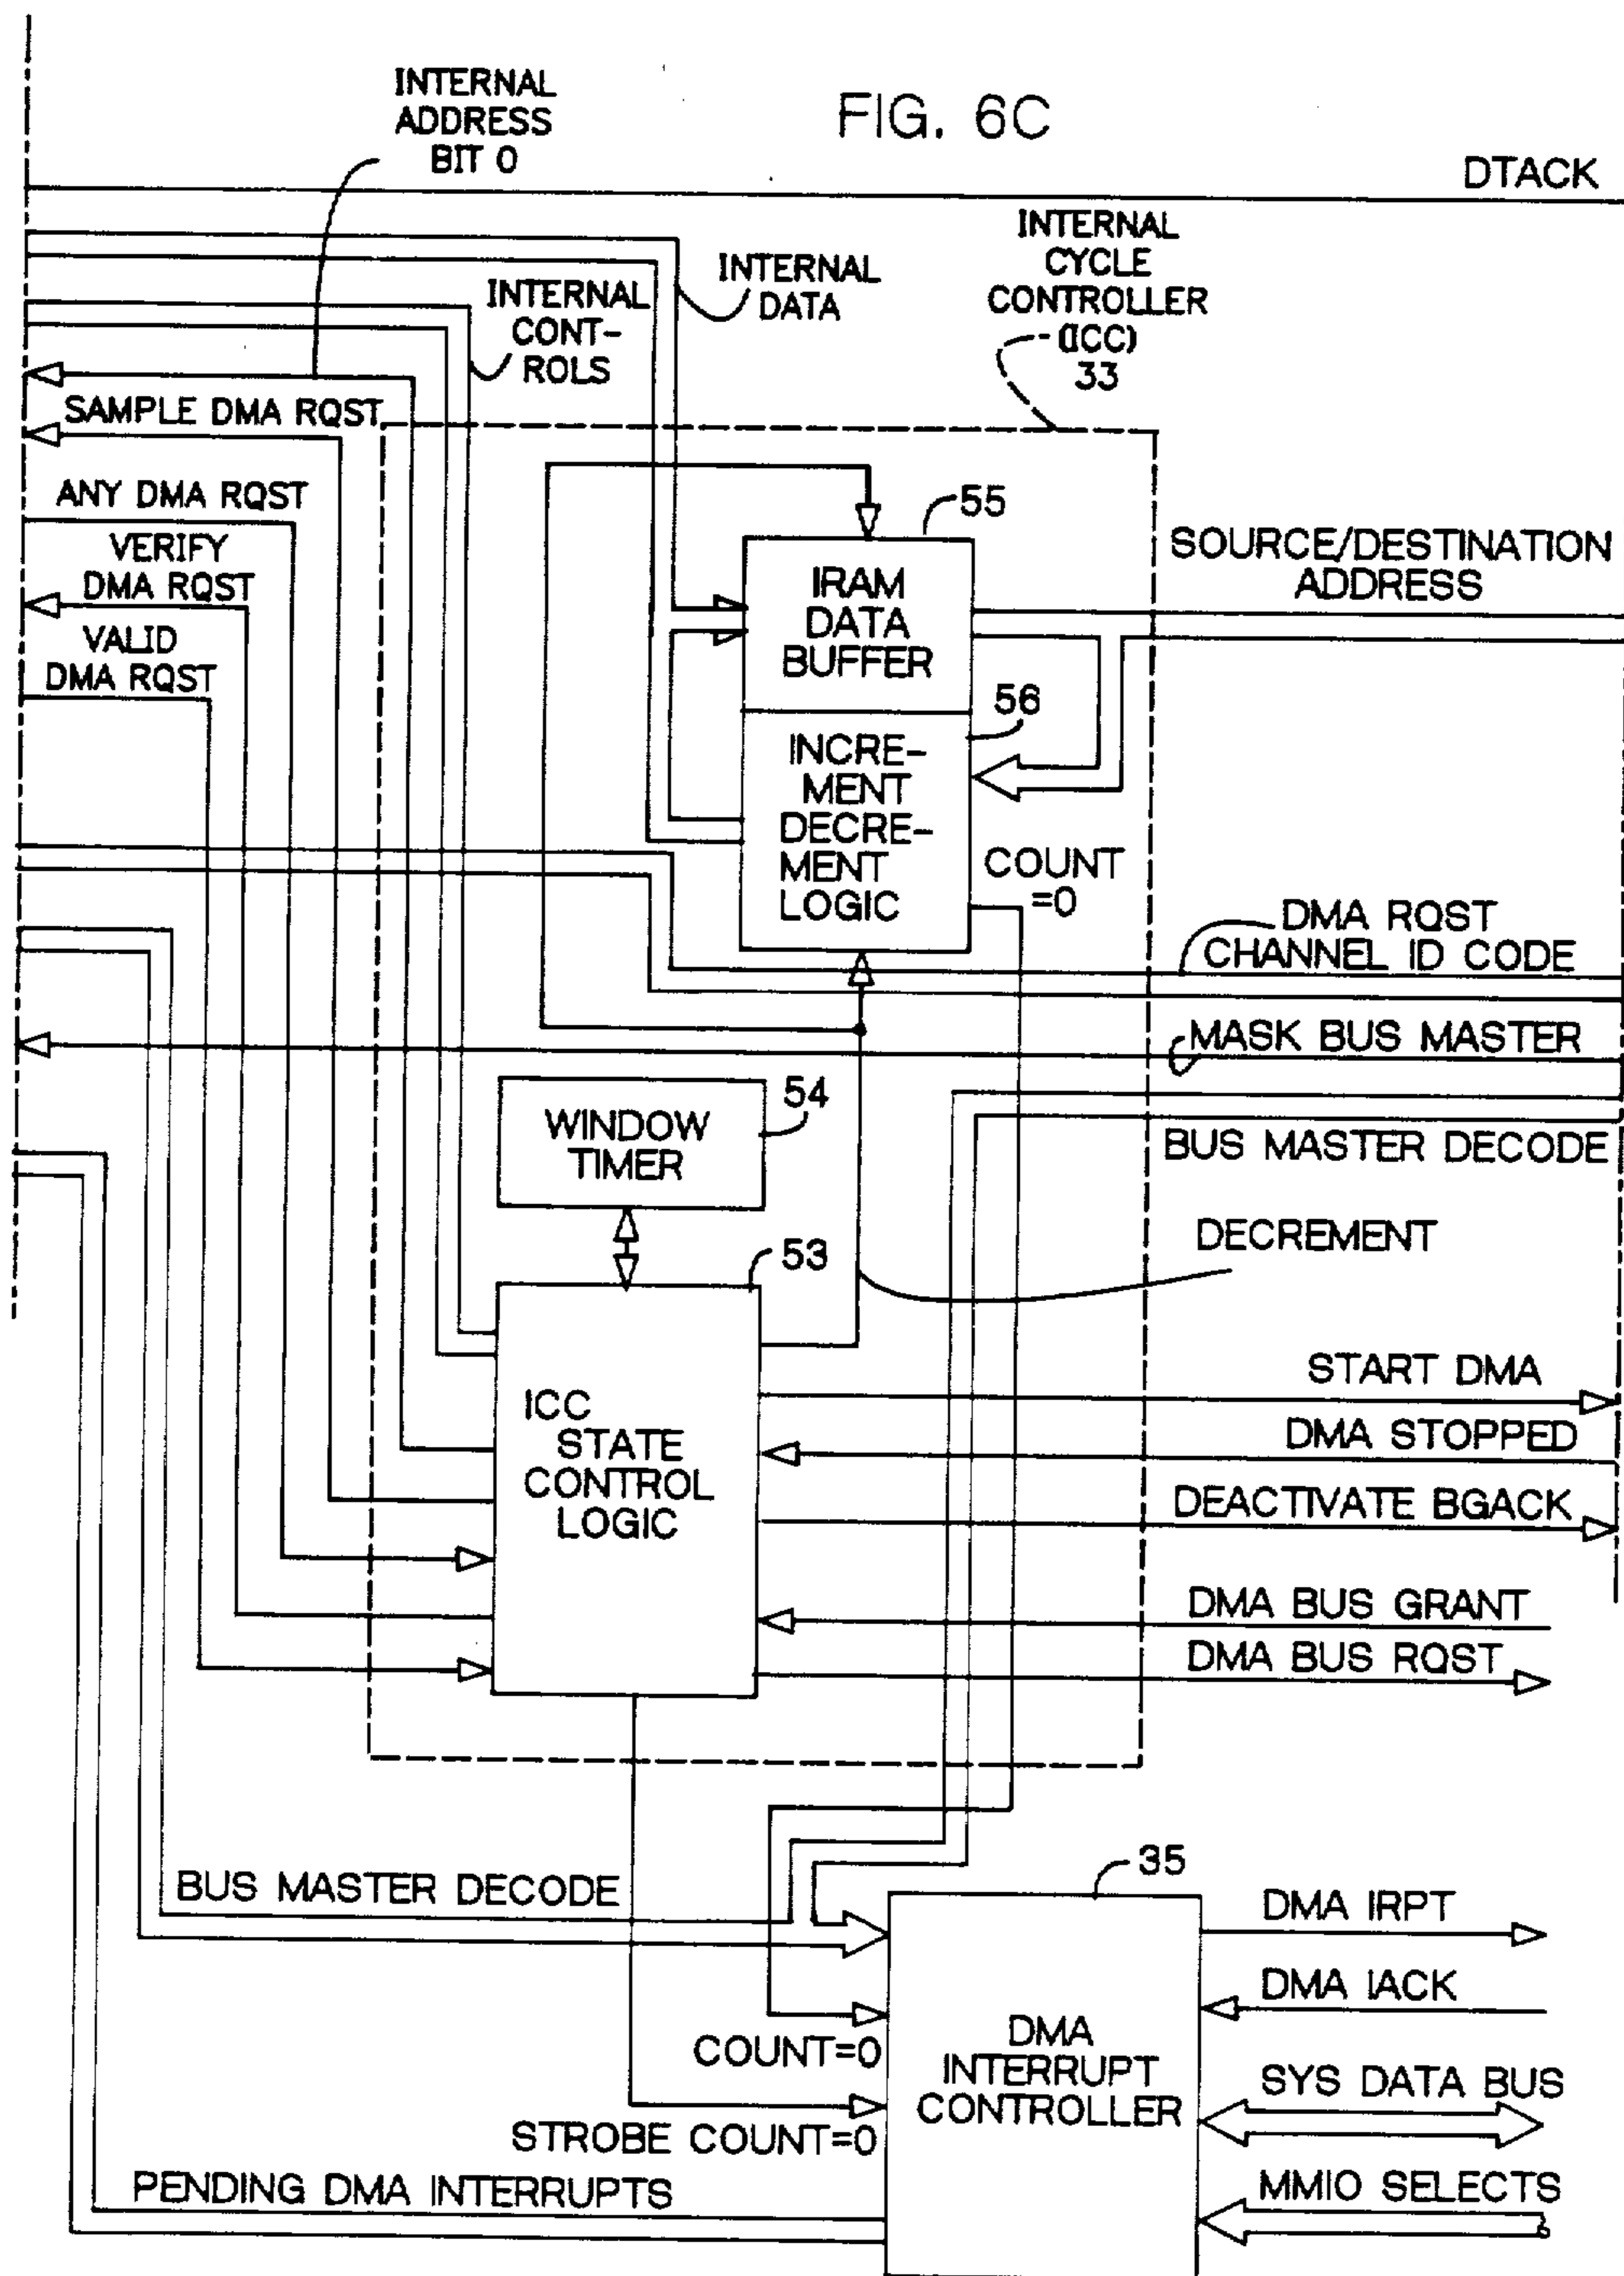 FIG. 6C
INTERNAL
ADDRESS
BIT 0
DTACK
INTERNAL
CYCLE
CONTROLLER
(ICC)
33
INTERNAL
DATA
INTERNAL
CONT-
ROLS
SAMPLE DMA RQST
ANY DMA RQST
VERIFY
DMA RQST
VALID
DMA RQST
55
IRAM
DATA
BUFFER
SOURCE/DESTINATION
ADDRESS
56
INCRE-
MENT
DECRE-
MENT
LOGIC
COUNT
=0
DMA RQST
CHANNEL ID CODE
MASK BUS MASTER
54
WINDOW
TIMER
BUS MASTER DECODE
DECREMENT
53
ICC
STATE
CONTROL
LOGIC
START DMA
DMA STOPPED
DEACTIVATE BGACK
DMA BUS GRANT
DMA BUS RQST
BUS MASTER DECODE
35
DMA IRPT
DMA IACK
DMA
INTERRUPT
CONTROLLER
COUNT=0
SYS DATA BUS
STROBE COUNT=0
PENDING DMA INTERRUPTS
MMIO SELECTS